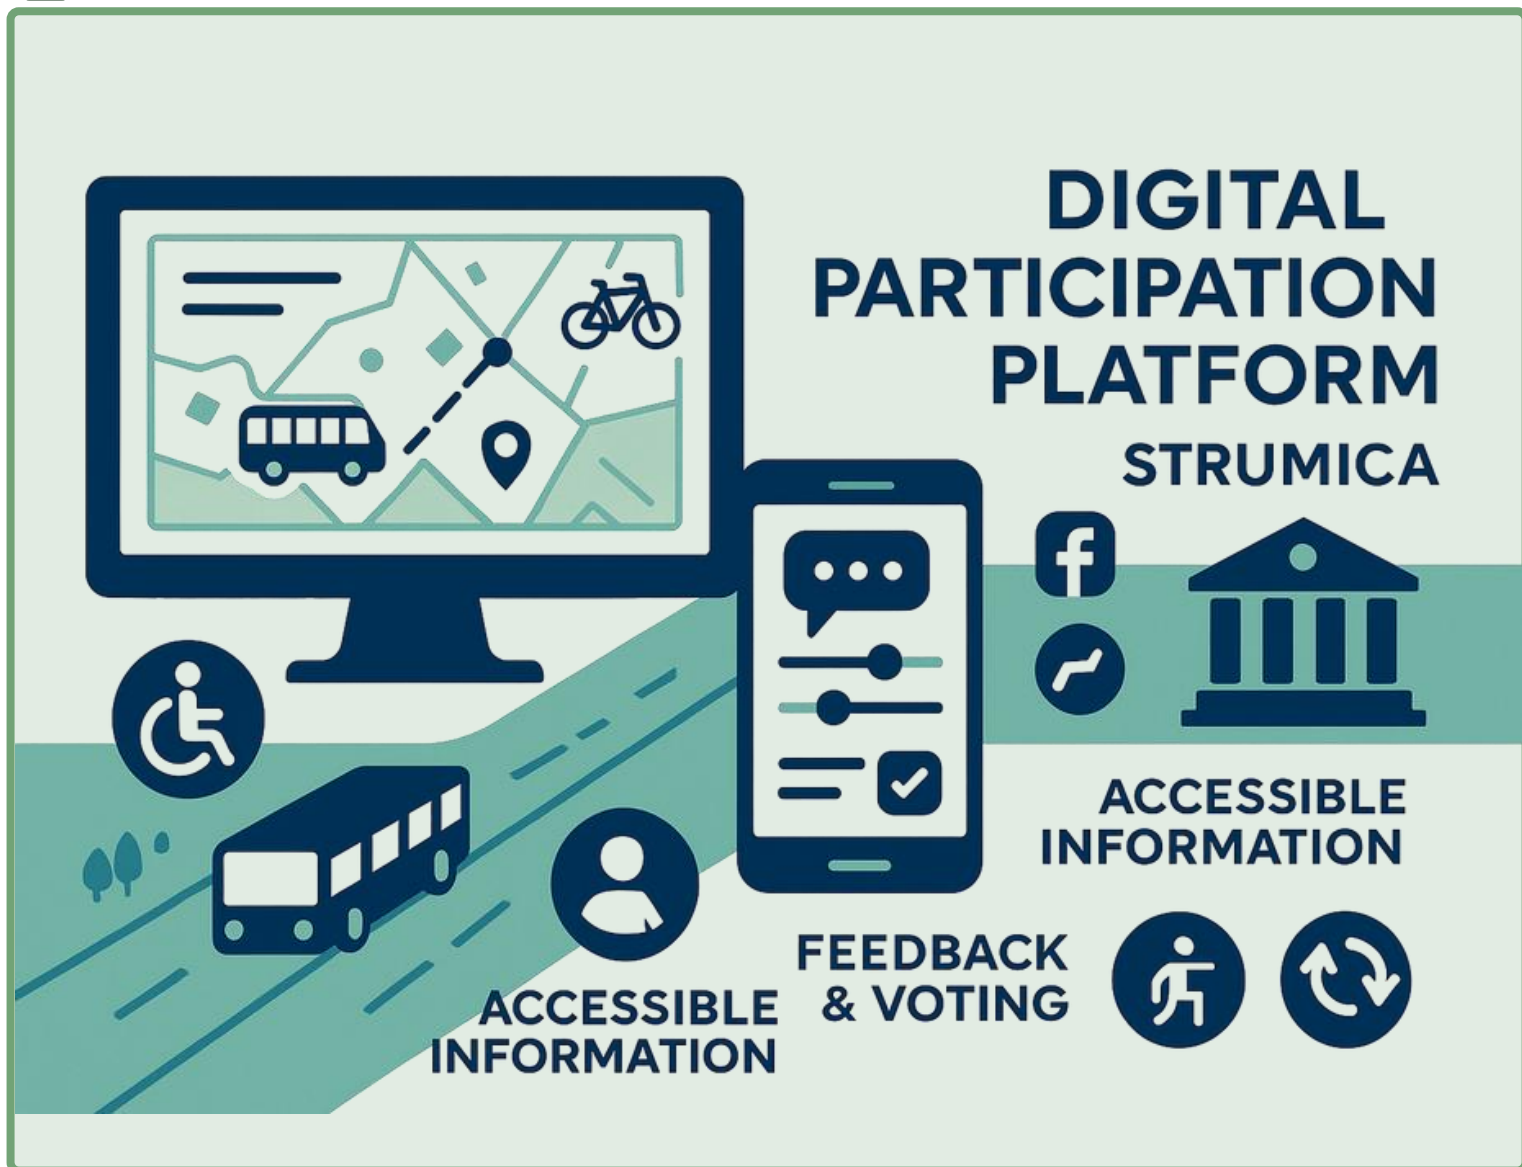 DIGITAL
PARTICIPATION
PLATFORM
STRUMICA
f
ACCESSIBLE
INFORMATION
FEEDBACK
& VOTING
ACCESSIBLE
INFORMATION